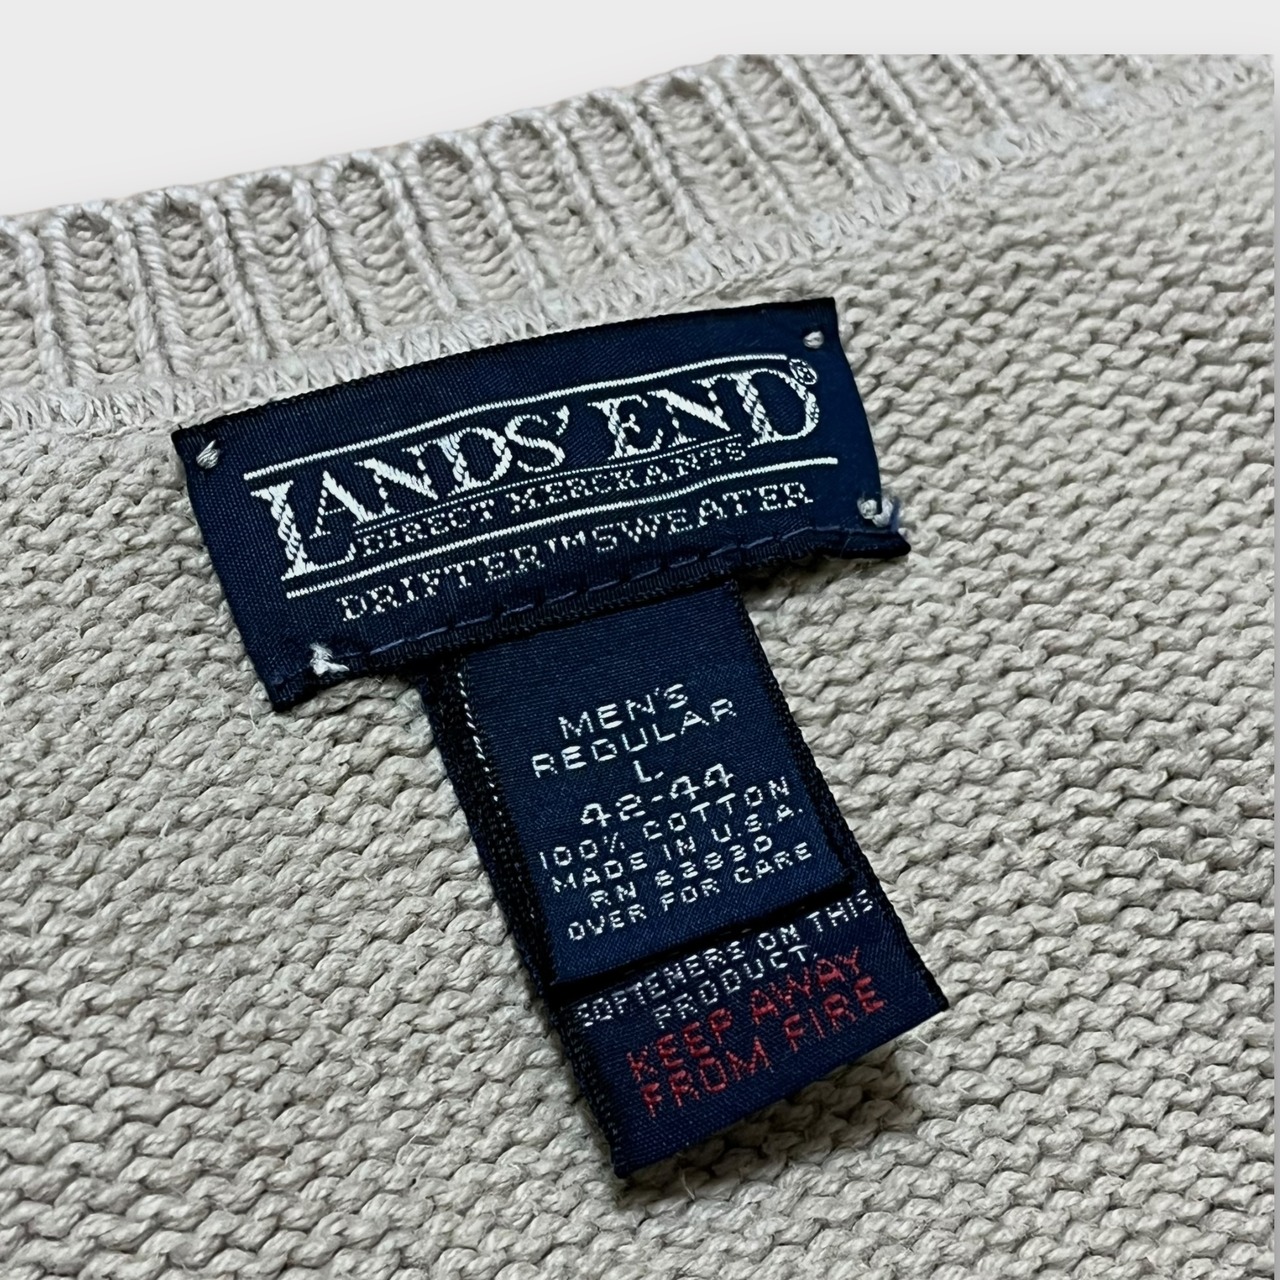 LANDS' END®
DIRECT MERCHANTS
DRIFTER™ SWEATER
MEN'S
REGULAR
L
42-44
100% COTTON
MADE IN U.S.A.
RN 62830
OVER FOR CARE
SOFTENERS ON THIS
PRODUCT.
KEEP AWAY
FROM FIRE